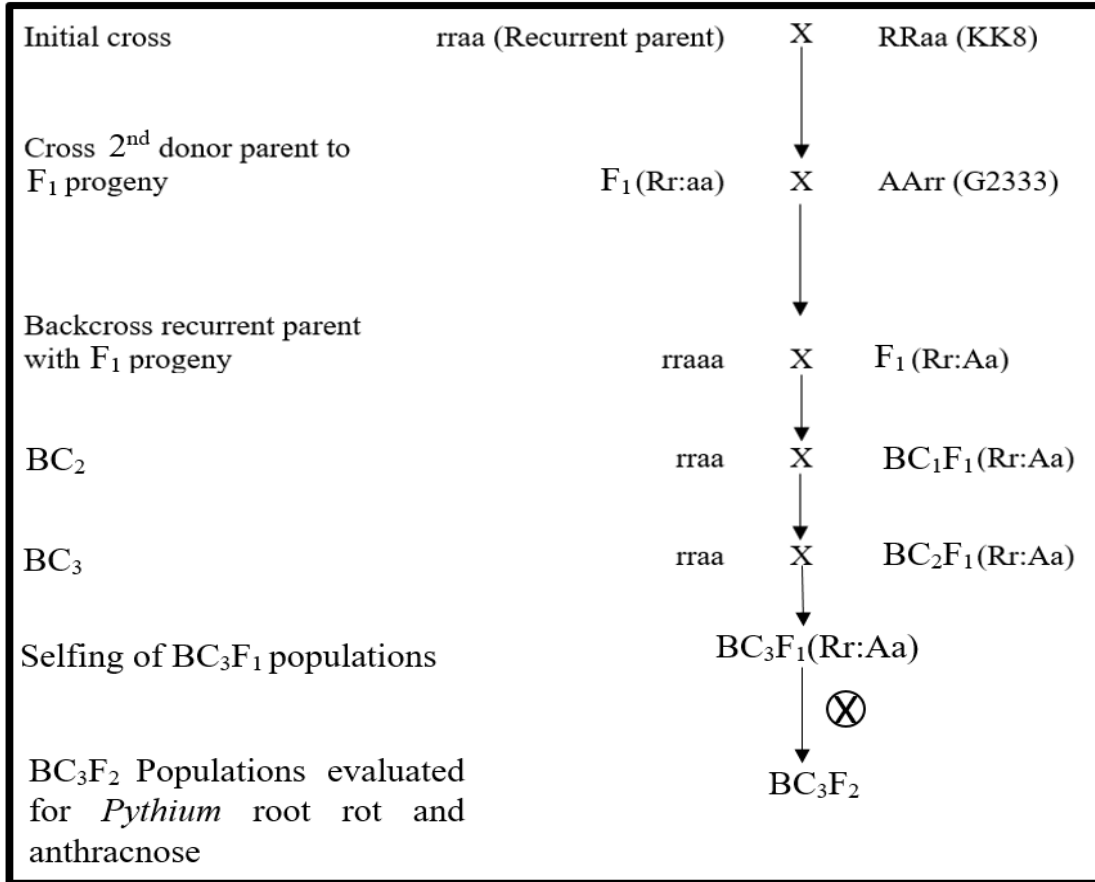 Initial cross rraa (Recurrent parent) X RRaa (KK8)
Cross 2nd donor parent to
F1 progeny F1 (Rr:aa) X AArr (G2333)
Backcross recurrent parent
with F1 progeny rraaa X F1 (Rr:Aa)
BC2 rraa X BC1F1 (Rr:Aa)
BC3 rraa X BC2F1 (Rr:Aa)
Selfing of BC3F1 populations BC3F1(Rr:Aa)
X
BC3F2 Populations evaluated BC3F2
for Pythium root rot and
anthracnose